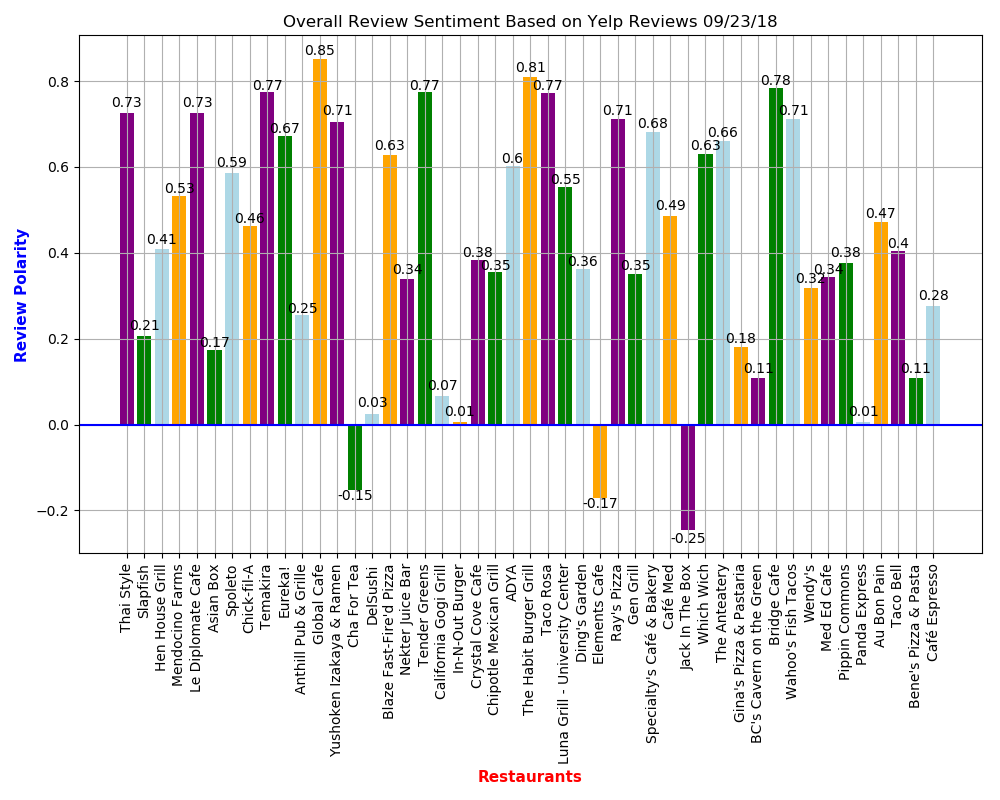 Overall Review Sentiment Based on Yelp Reviews 09/23/18
Review Polarity
0.8
0.6
0.4
0.2
0.0
−0.2
0.73
0.21
0.41
0.53
0.73
0.17
0.59
0.46
0.77
0.67
0.25
0.85
0.71
-0.15
0.03
0.63
0.34
0.77
0.07
0.01
0.38
0.35
0.6
0.81
0.77
0.55
0.36
-0.17
0.71
0.35
0.68
0.49
-0.25
0.63
0.66
0.18
0.11
0.78
0.71
0.32
0.34
0.38
0.01
0.47
0.4
0.11
0.28
Thai Style
Slapfish
Hen House Grill
Mendocino Farms
Le Diplomate Cafe
Asian Box
Spoleto
Chick-fil-A
Temakira
Eureka!
Anthill Pub & Grille
Global Cafe
Yushoken Izakaya & Ramen
Cha For Tea
DelSushi
Blaze Fast-Fire'd Pizza
Nekter Juice Bar
Tender Greens
California Gogi Grill
In-N-Out Burger
Crystal Cove Cafe
Chipotle Mexican Grill
ADYA
The Habit Burger Grill
Taco Rosa
Luna Grill - University Center
Ding's Garden
Elements Cafe
Ray's Pizza
Gen Grill
Specialty's Café & Bakery
Café Med
Jack In The Box
Which Wich
The Anteatery
Gina's Pizza & Pastaria
BC's Cavern on the Green
Bridge Cafe
Wahoo's Fish Tacos
Wendy's
Med Ed Cafe
Pippin Commons
Panda Express
Au Bon Pain
Taco Bell
Bene's Pizza & Pasta
Café Espresso
Restaurants